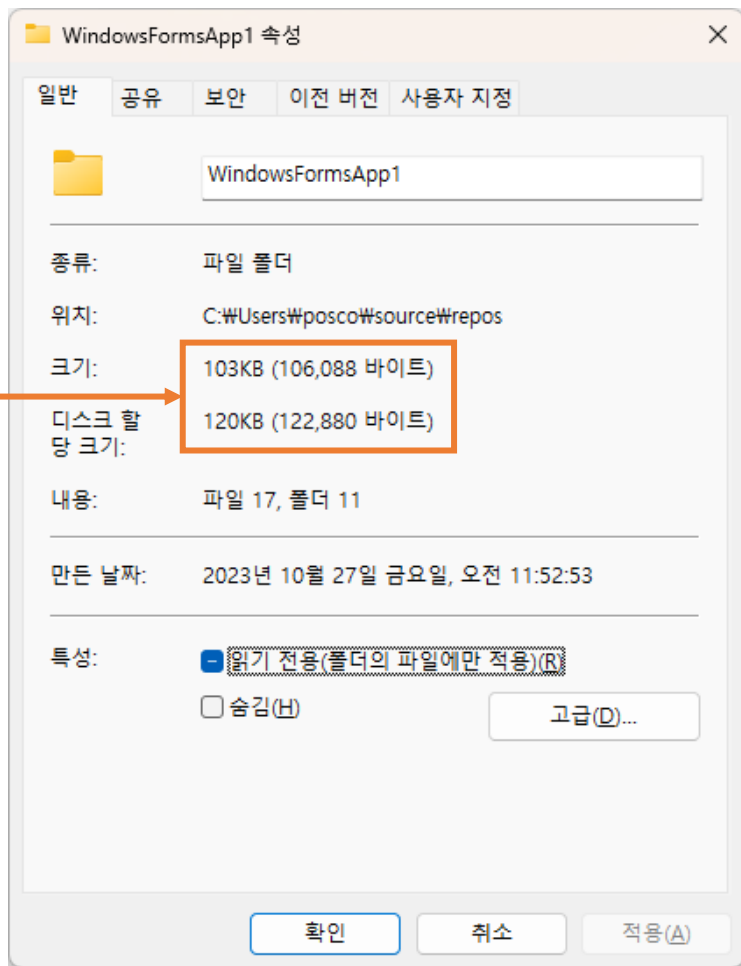 WindowsFormsApp1 속성
일반 공유 보안 이전 버전 사용자 지정
WindowsFormsApp1
종류: 파일 폴더
위치: C:₩Users₩posco₩source₩repos
크기: 103KB (106,088 바이트)
디스크 할 120KB (122,880 바이트)
당 크기:
내용: 파일 17, 폴더 11
만든 날짜: 2023년 10월 27일 금요일, 오전 11:52:53
특성: 읽기 전용(폴더의 파일에만 적용)(R)
숨김(H) 고급(D)...
확인 취소 적용(A)